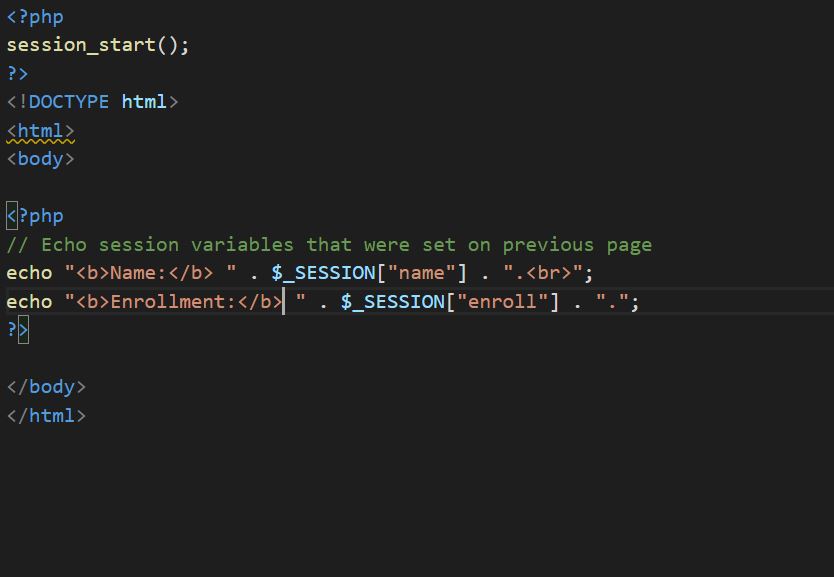 <?php
session_start();
?>
<!DOCTYPE html>
<html>
<body>
<?php
// Echo session variables that were set on previous page
echo "<b>Name:</b> " . $_SESSION["name"] . ".<br>";
echo "<b>Enrollment:</b> " . $_SESSION["enroll"] . ".";
?>
</body>
</html>